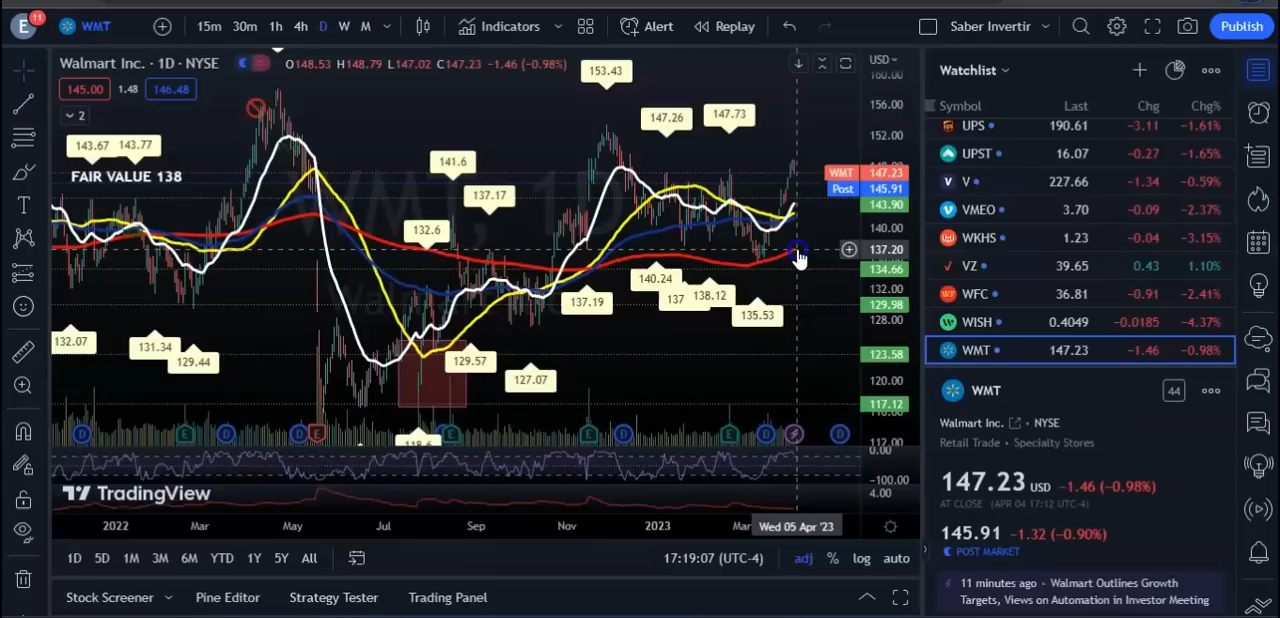 E 11 WMT 15m 30m 1h 4h D W M Indicators Alert Replay Saber Invertir Publish
Walmart Inc. · 1D · NYSE O148.53 H148.79 L147.02 C147.23 −1.46 (−0.98%) USD
145.00 1.48 146.48
2
FAIR VALUE 138
143.67 143.77
132.07
131.34
129.44
132.6
141.6
137.17
129.57
127.07
118.6
153.43
137.19
147.26
147.73
140.24
137
138.12
135.53
160.00
156.00
152.00
WMT 147.23
Post 145.91
143.90
140.00
137.20
134.66
132.00
129.98
128.00
123.58
120.00
117.12
112.00
0.00
−100.00
4.00
D E D D E E E D E D D
TradingView
2022 Mar May Jul Sep Nov 2023 Mar Wed 05 Apr '23
1D 5D 1M 3M 6M YTD 1Y 5Y All 17:19:07 (UTC-4) adj % log auto
Stock Screener Pine Editor Strategy Tester Trading Panel
Watchlist
Symbol Last Chg Chg%
UPS 190.61 −3.11 −1.61%
UPST 16.07 −0.27 −1.65%
V 227.66 −1.34 −0.59%
VMEO 3.70 −0.09 −2.37%
WKHS 1.23 −0.04 −3.15%
VZ 39.65 0.43 1.10%
WFC 36.81 −0.91 −2.41%
WISH 0.4049 −0.0185 −4.37%
WMT 147.23 −1.46 −0.98%
WMT 44
Walmart Inc. · NYSE
Retail Trade · Specialty Stores
147.23 USD −1.46 (−0.98%)
AT CLOSE (APR 04 17:12 UTC-4)
145.91 −1.32 (−0.90%)
POST MARKET
11 minutes ago · Walmart Outlines Growth
Targets, Views on Automation in Investor Meeting